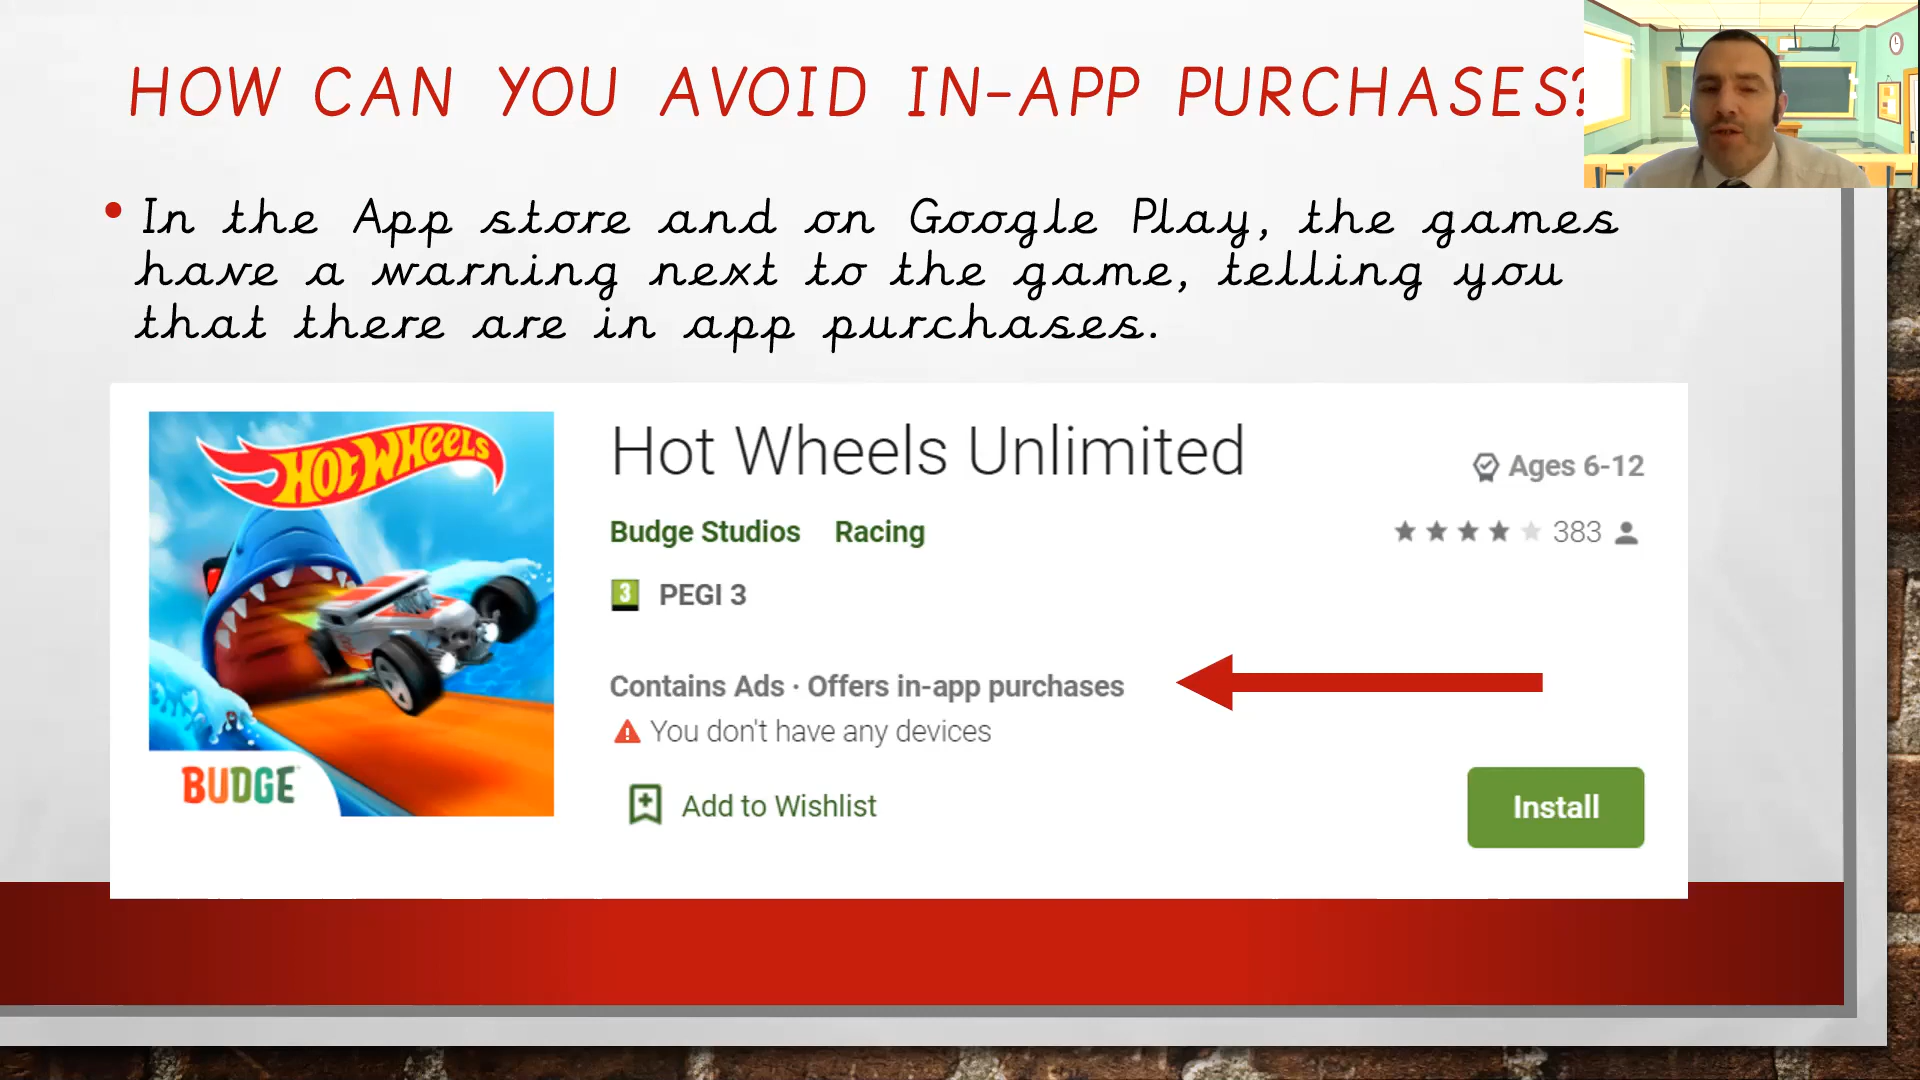 HOW CAN YOU AVOID IN-APP PURCHASES?
• In the App store and on Google Play, the games
have a warning next to the game, telling you
that there are in app purchases.
HOT WHEELS
BUDGE
Hot Wheels Unlimited
Ages 6-12
Budge Studios Racing
383
3 PEGI 3
Contains Ads · Offers in-app purchases
You don't have any devices
Add to Wishlist
Install